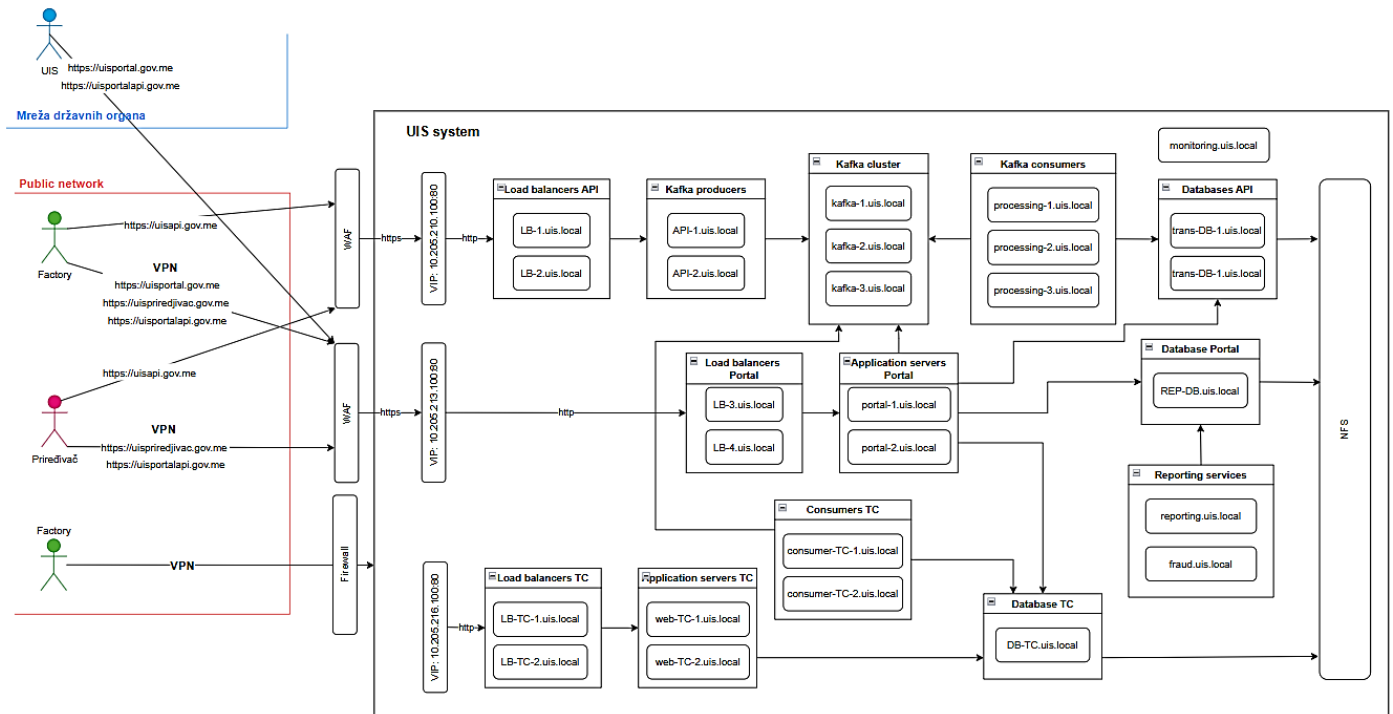 UIS
https://uisportal.gov.me
https://uisportalapi.gov.me
Mreža državnih organa
Public network
https://uisapi.gov.me
Factory
VPN
https://uisportal.gov.me
https://uispriredjivac.gov.me
https://uisportalapi.gov.me
https://uisapi.gov.me
Priređivač
VPN
https://uispriredjivac.gov.me
https://uisportalapi.gov.me
Factory
VPN
WAF
WAF
Firewall
https
https
UIS system
VIP: 10.205.210.100:80
http
Load balancers API
LB-1.uis.local
LB-2.uis.local
Kafka producers
API-1.uis.local
API-2.uis.local
Kafka cluster
kafka-1.uis.local
kafka-2.uis.local
kafka-3.uis.local
Kafka consumers
processing-1.uis.local
processing-2.uis.local
processing-3.uis.local
monitoring.uis.local
Databases API
trans-DB-1.uis.local
trans-DB-1.uis.local
VIP: 10.205.213.100:80
http
Load balancers
Portal
LB-3.uis.local
LB-4.uis.local
Application servers
Portal
portal-1.uis.local
portal-2.uis.local
Database Portal
REP-DB.uis.local
Reporting services
reporting.uis.local
fraud.uis.local
NFS
Consumers TC
consumer-TC-1.uis.local
consumer-TC-2.uis.local
VIP: 10.205.216.100:80
http
Load balancers TC
LB-TC-1.uis.local
LB-TC-2.uis.local
Application servers TC
web-TC-1.uis.local
web-TC-2.uis.local
Database TC
DB-TC.uis.local